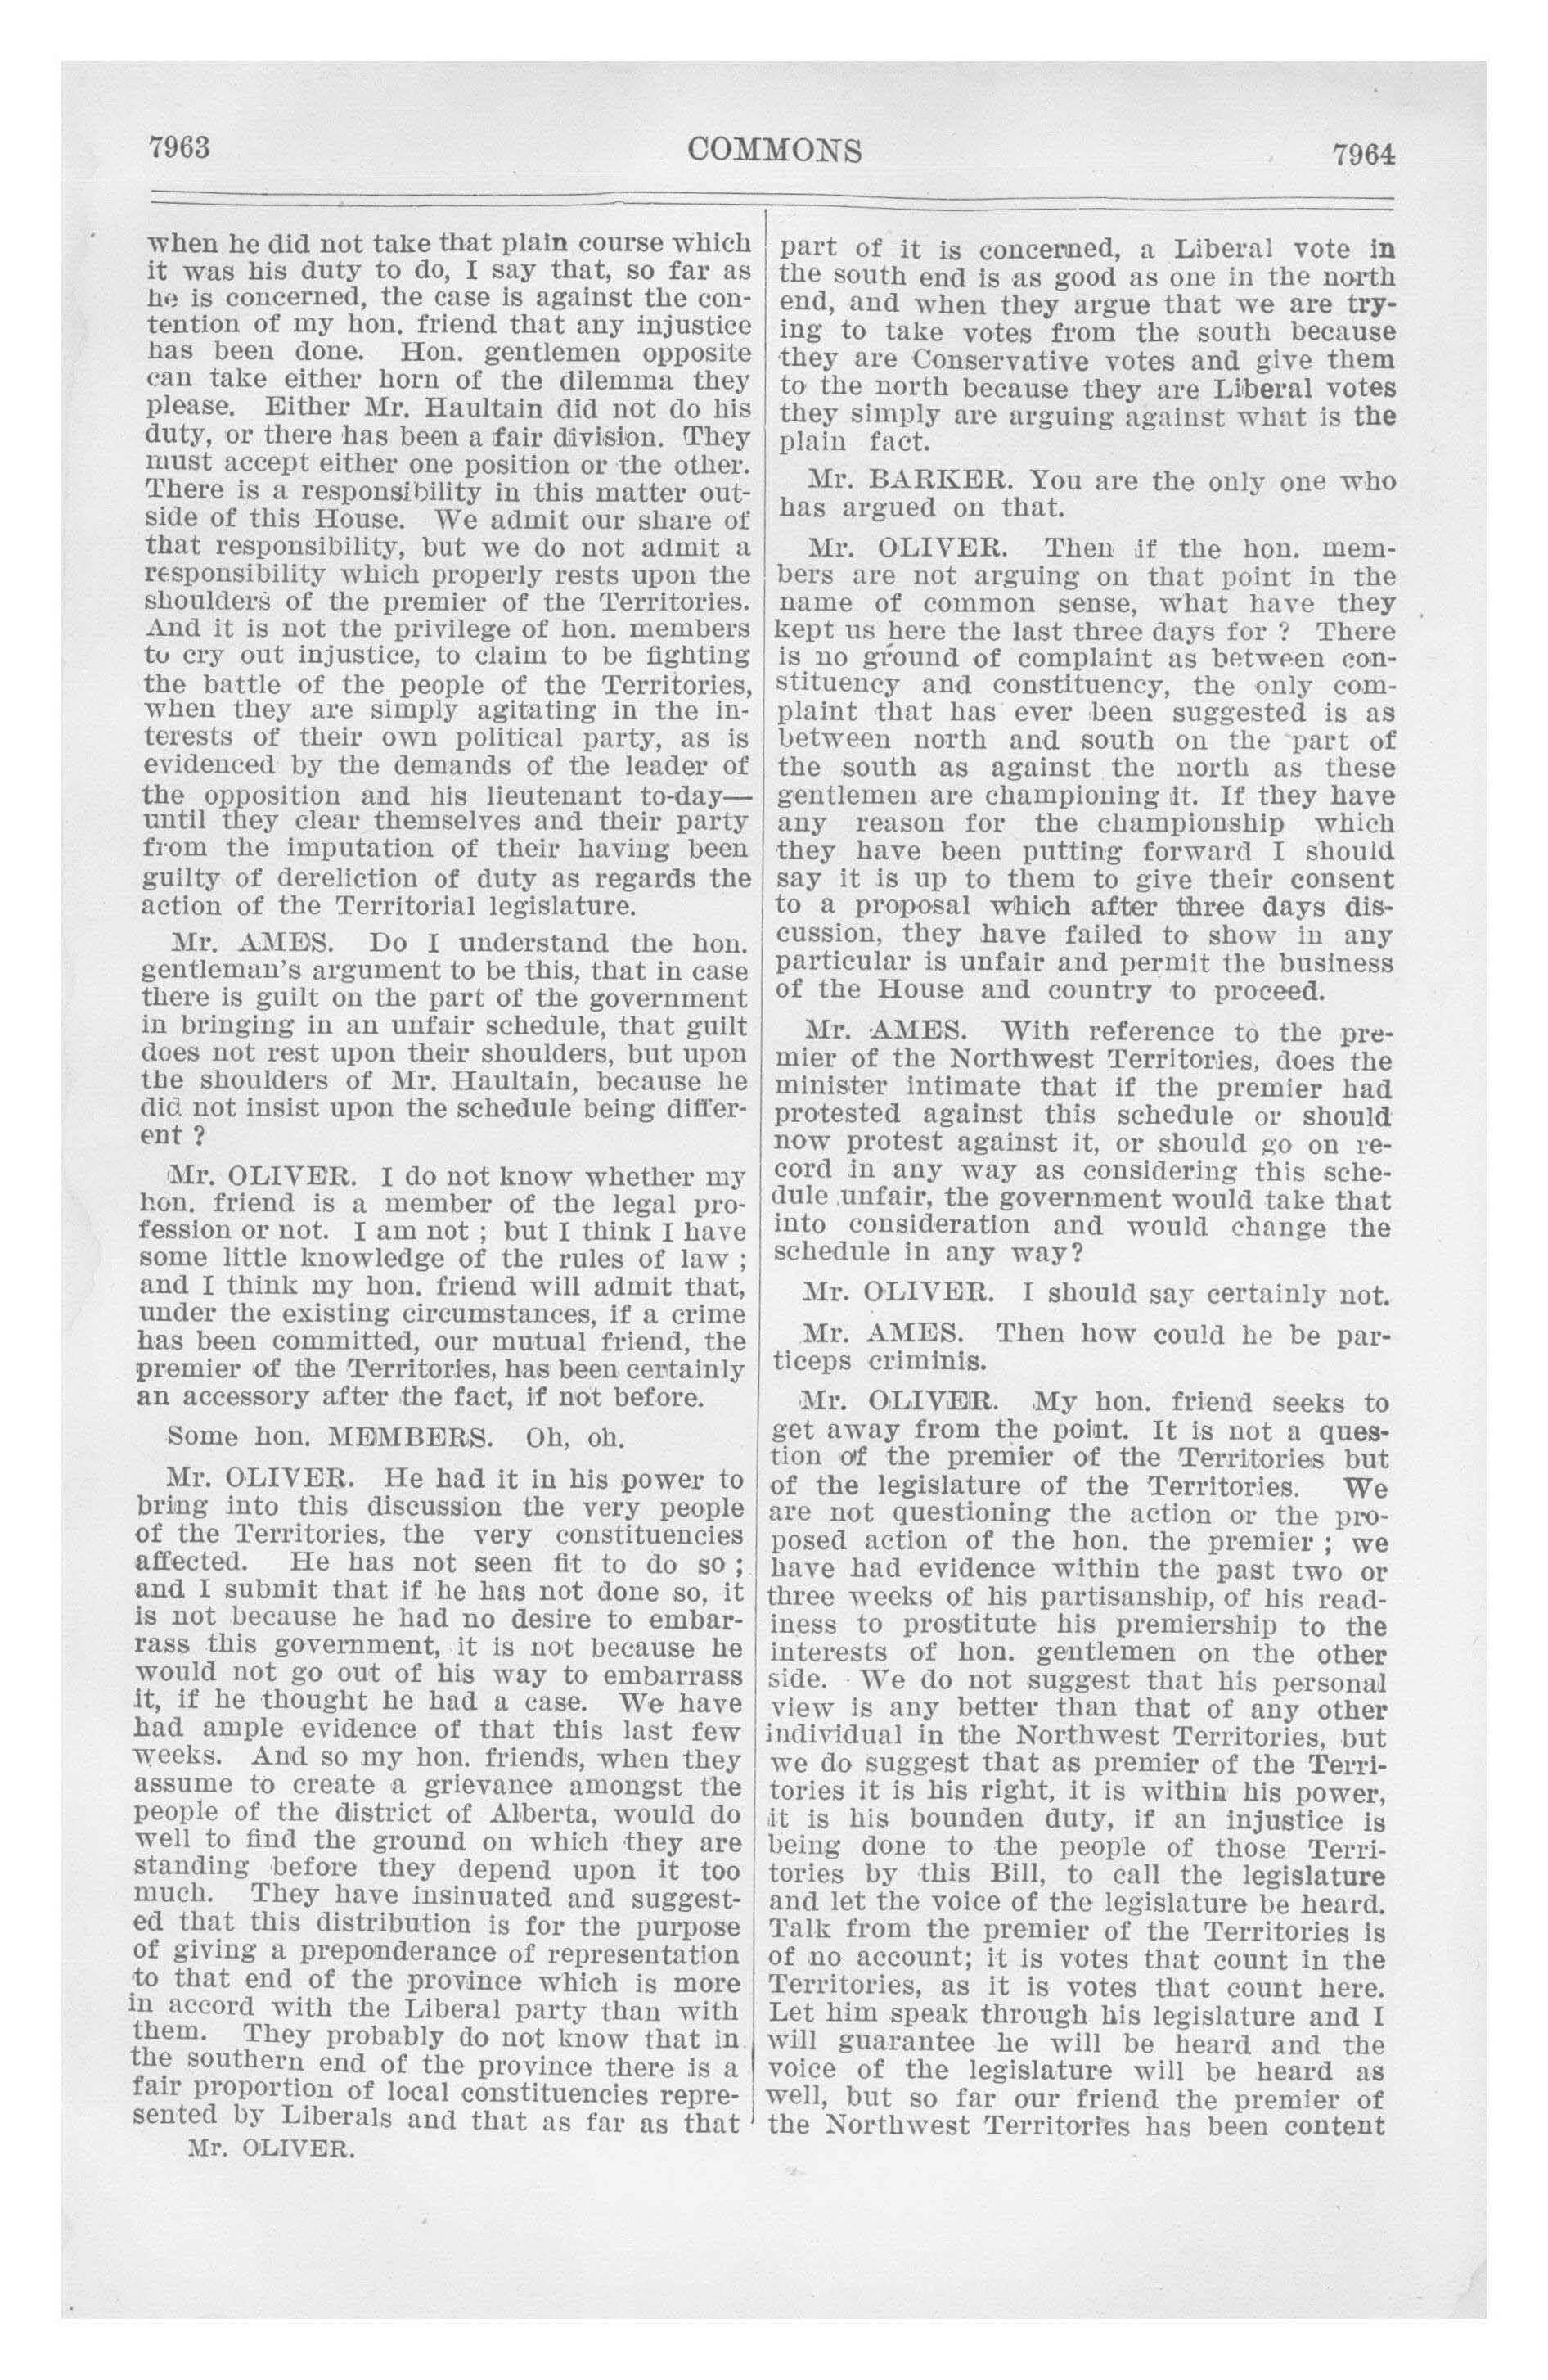 7963
COMMONS
7964
when he did not take that plain course which
it was his duty to do, I say that, so far as
he is concerned, the case is against the con-
tention of my hon. friend that any injustice
has been done. Hon. gentlemen opposite
can take either horn of the dilemma they
please. Either Mr. Haultain did not do his
duty, or there has been a fair division. They
must accept either one position or the other.
There is a responsibility in this matter out-
side of this House. We admit our share of
that responsibility, but we do not admit a
responsibility which properly rests upon the
shoulders of the premier of the Territories.
And it is not the privilege of hon. members
to cry out injustice, to claim to be fighting
the battle of the people of the Territories,
when they are simply agitating in the in-
terests of their own political party, as is
evidenced by the demands of the leader of
the opposition and his lieutenant to-day—
until they clear themselves and their party
from the imputation of their having been
guilty of dereliction of duty as regards the
action of the Territorial legislature.
Mr. AMES. Do I understand the hon.
gentleman's argument to be this, that in case
there is guilt on the part of the government
in bringing in an unfair schedule, that guilt
does not rest upon their shoulders, but upon
the shoulders of Mr. Haultain, because he
did not insist upon the schedule being differ-
ent ?
Mr. OLIVER. I do not know whether my
hon. friend is a member of the legal pro-
fession or not. I am not ; but I think I have
some little knowledge of the rules of law ;
and I think my hon. friend will admit that,
under the existing circumstances, if a crime
has been committed, our mutual friend, the
premier of the Territories, has been certainly
an accessory after the fact, if not before.
Some hon. MEMBERS. Oh, oh.
Mr. OLIVER. He had it in his power to
bring into this discussion the very people
of the Territories, the very constituencies
affected. He has not seen fit to do so ;
and I submit that if he has not done so, it
is not because he had no desire to embar-
rass this government, it is not because he
would not go out of his way to embarrass
it, if he thought he had a case. We have
had ample evidence of that this last few
weeks. And so my hon. friends, when they
assume to create a grievance amongst the
people of the district of Alberta, would do
well to find the ground on which they are
standing before they depend upon it too
much. They have insinuated and suggest-
ed that this distribution is for the purpose
of giving a preponderance of representation
to that end of the province which is more
in accord with the Liberal party than with
them. They probably do not know that in
the southern end of the province there is a
fair proportion of local constituencies repre-
sented by Liberals and that as far as that
Mr. OLIVER.
part of it is concerned, a Liberal vote in
the south end is as good as one in the north
end, and when they argue that we are try-
ing to take votes from the south because
they are Conservative votes and give them
to the north because they are Liberal votes
they simply are arguing against what is the
plain fact.
Mr. BARKER. You are the only one who
has argued on that.
Mr. OLIVER. Then if the hon. mem-
bers are not arguing on that point in the
name of common sense, what have they
kept us here the last three days for ? There
is no ground of complaint as between con-
stituency and constituency, the only com-
plaint that has ever been suggested is as
between north and south on the part of
the south as against the north as these
gentlemen are championing it. If they have
any reason for the championship which
they have been putting forward I should
say it is up to them to give their consent
to a proposal which after three days dis-
cussion, they have failed to show in any
particular is unfair and permit the business
of the House and country to proceed.
Mr. AMES. With reference to the pre-
mier of the Northwest Territories, does the
minister intimate that if the premier had
protested against this schedule or should
now protest against it, or should go on re-
cord in any way as considering this sche-
dule unfair, the government would take that
into consideration and would change the
schedule in any way?
Mr. OLIVER. I should say certainly not.
Mr. AMES. Then how could he be par-
ticeps criminis.
Mr. OLIVER. My hon. friend seeks to
get away from the point. It is not a ques-
tion of the premier of the Territories but
of the legislature of the Territories. We
are not questioning the action or the pro-
posed action of the hon. the premier ; we
have had evidence within the past two or
three weeks of his partisanship, of his read-
iness to prostitute his premiership to the
interests of hon. gentlemen on the other
side. We do not suggest that his personal
view is any better than that of any other
individual in the Northwest Territories, but
we do suggest that as premier of the Terri-
tories it is his right, it is within his power,
it is his bounden duty, if an injustice is
being done to the people of those Terri-
tories by this Bill, to call the legislature
and let the voice of the legislature be heard.
Talk from the premier of the Territories is
of no account; it is votes that count in the
Territories, as it is votes that count here.
Let him speak through his legislature and I
will guarantee he will be heard and the
voice of the legislature will be heard as
well, but so far our friend the premier of
the Northwest Territories has been content